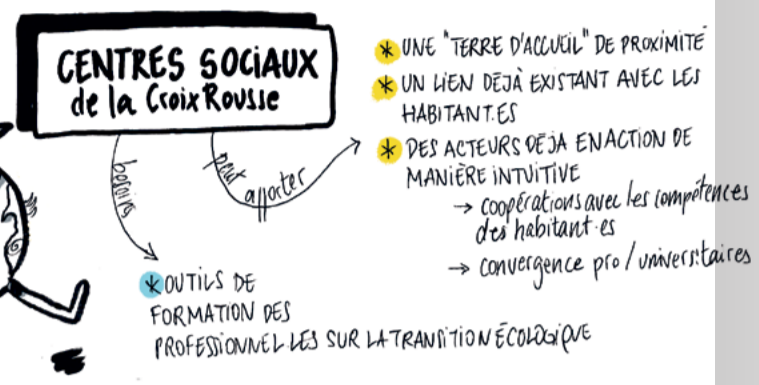 CENTRES SOCIAUX
de la Croix Rousse
besoins
peut apporter
* UNE "TERRE D'ACCUEIL" DE PROXIMITÉ
* UN LIEN DÉJÀ EXISTANT AVEC LES
HABITANT.ES
* DES ACTEURS DÉJA EN ACTION DE
MANIÈRE INTUITIVE
→ coopérations avec les compétences
des habitant·es
→ convergence pro / universitaires
* OUTILS DE
FORMATION DES
PROFESSIONNEL·LES SUR LA TRANSITION ÉCOLOGIQUE